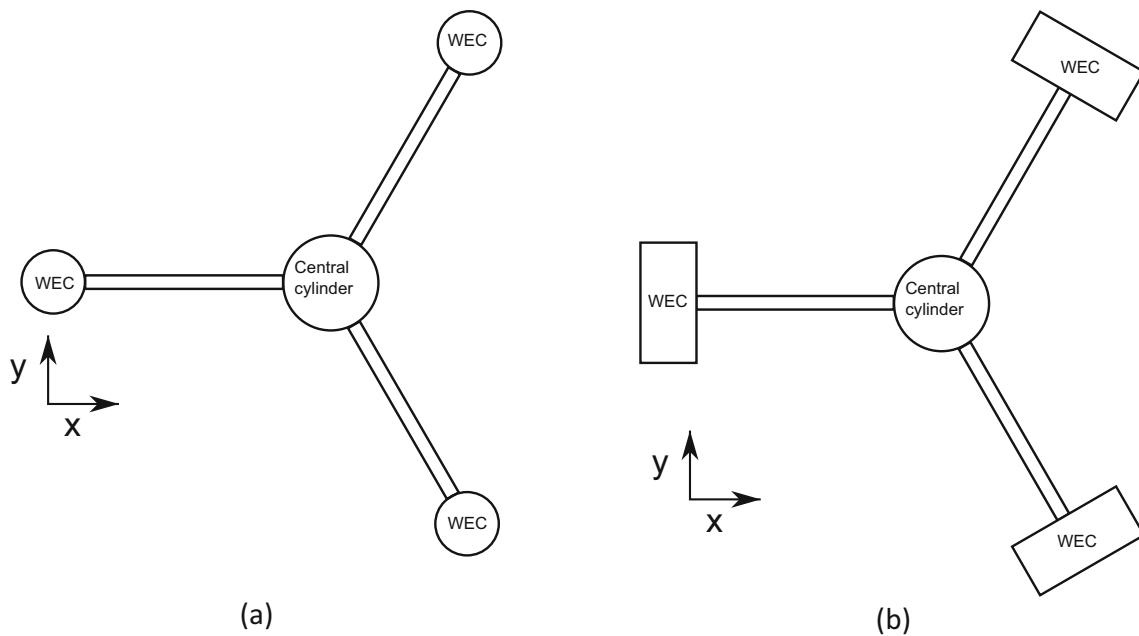 WEC
WEC
Central
cylinder
WEC
y
x
(a)
WEC
WEC
Central
cylinder
WEC
y
x
(b)